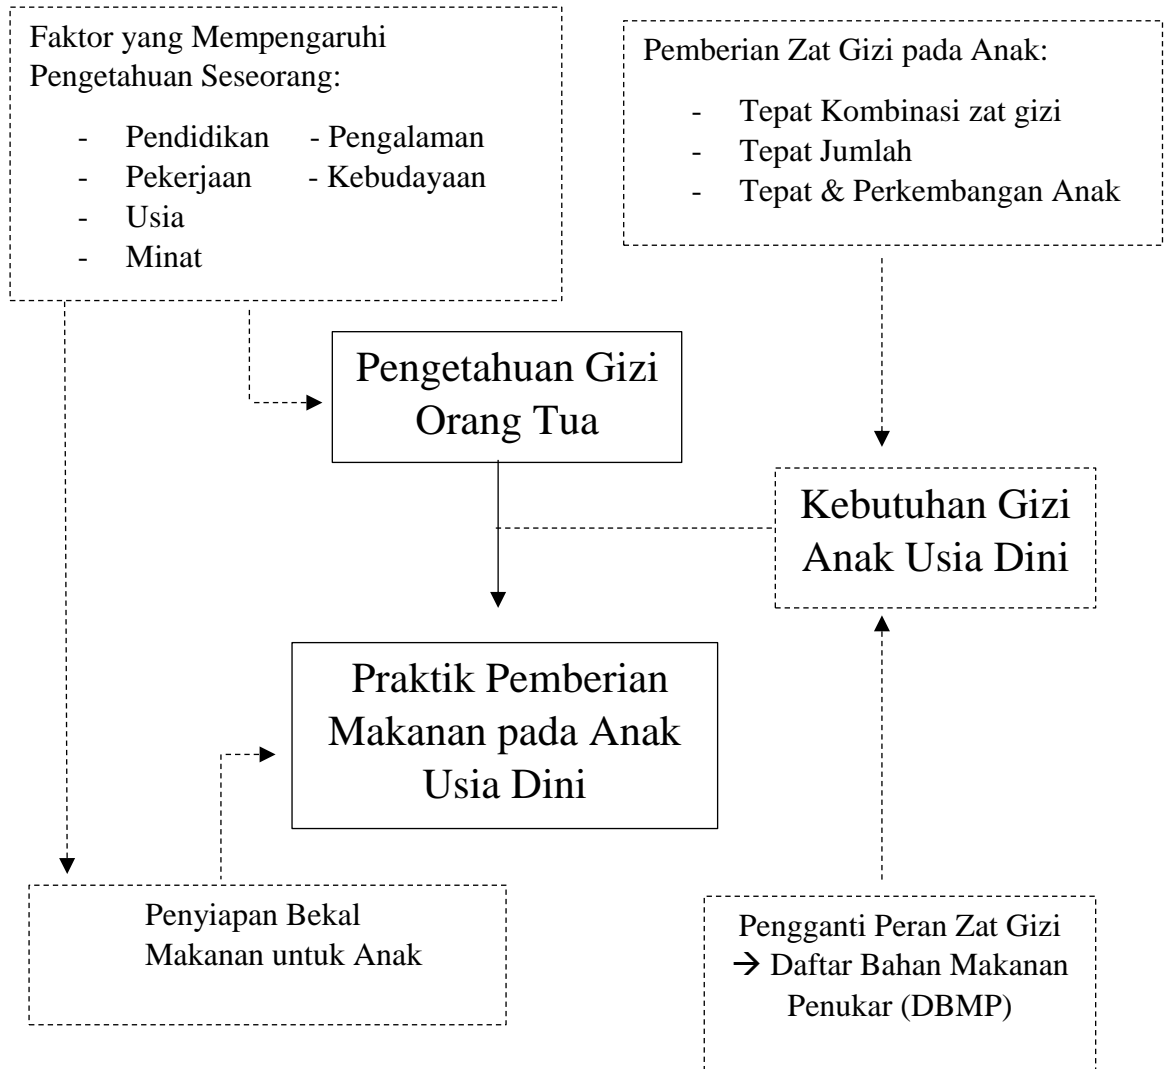 Faktor yang Mempengaruhi
Pengetahuan Seseorang:
- Pendidikan - Pengalaman
- Pekerjaan - Kebudayaan
- Usia
- Minat
Pemberian Zat Gizi pada Anak:
- Tepat Kombinasi zat gizi
- Tepat Jumlah
- Tepat & Perkembangan Anak
Pengetahuan Gizi
Orang Tua
Kebutuhan Gizi
Anak Usia Dini
Praktik Pemberian
Makanan pada Anak
Usia Dini
Penyiapan Bekal
Makanan untuk Anak
Pengganti Peran Zat Gizi
→ Daftar Bahan Makanan
Penukar (DBMP)